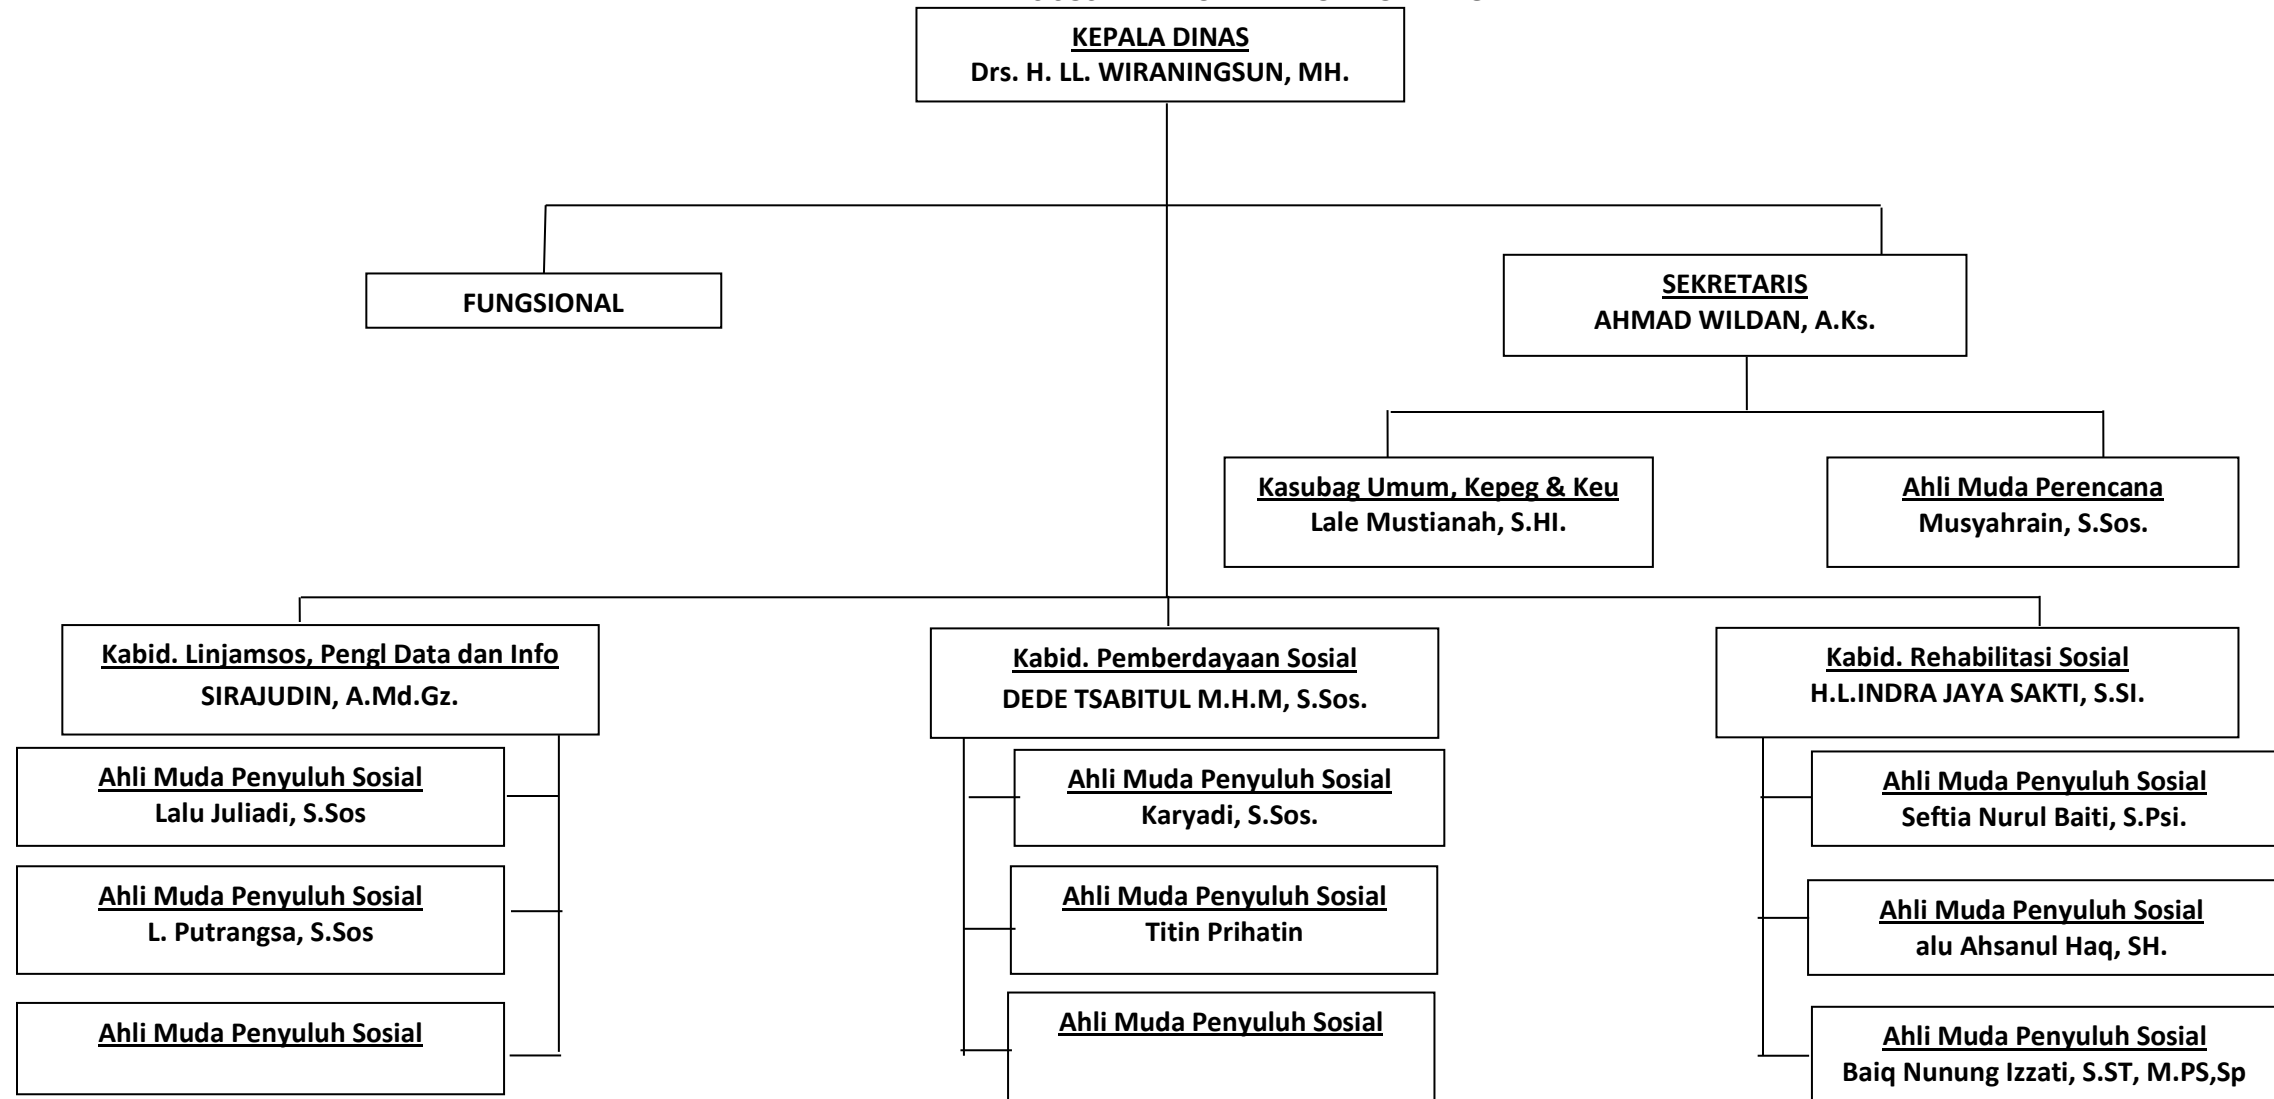 KEPALA DINAS
Drs. H. LL. WIRANINGSUN, MH.
FUNGSIONAL
SEKRETARIS
AHMAD WILDAN, A.Ks.
Kasubag Umum, Kepeg & Keu
Lale Mustianah, S.HI.
Ahli Muda Perencana
Musyahrain, S.Sos.
Kabid. Linjamsos, Pengl Data dan Info
SIRAJUDIN, A.Md.Gz.
Ahli Muda Penyuluh Sosial
Lalu Juliadi, S.Sos
Ahli Muda Penyuluh Sosial
L. Putrangsa, S.Sos
Ahli Muda Penyuluh Sosial
Kabid. Pemberdayaan Sosial
DEDE TSABITUL M.H.M, S.Sos.
Ahli Muda Penyuluh Sosial
Karyadi, S.Sos.
Ahli Muda Penyuluh Sosial
Titin Prihatin
Ahli Muda Penyuluh Sosial
Kabid. Rehabilitasi Sosial
H.L.INDRA JAYA SAKTI, S.SI.
Ahli Muda Penyuluh Sosial
Seftia Nurul Baiti, S.Psi.
Ahli Muda Penyuluh Sosial
alu Ahsanul Haq, SH.
Ahli Muda Penyuluh Sosial
Baiq Nunung Izzati, S.ST, M.PS,Sp